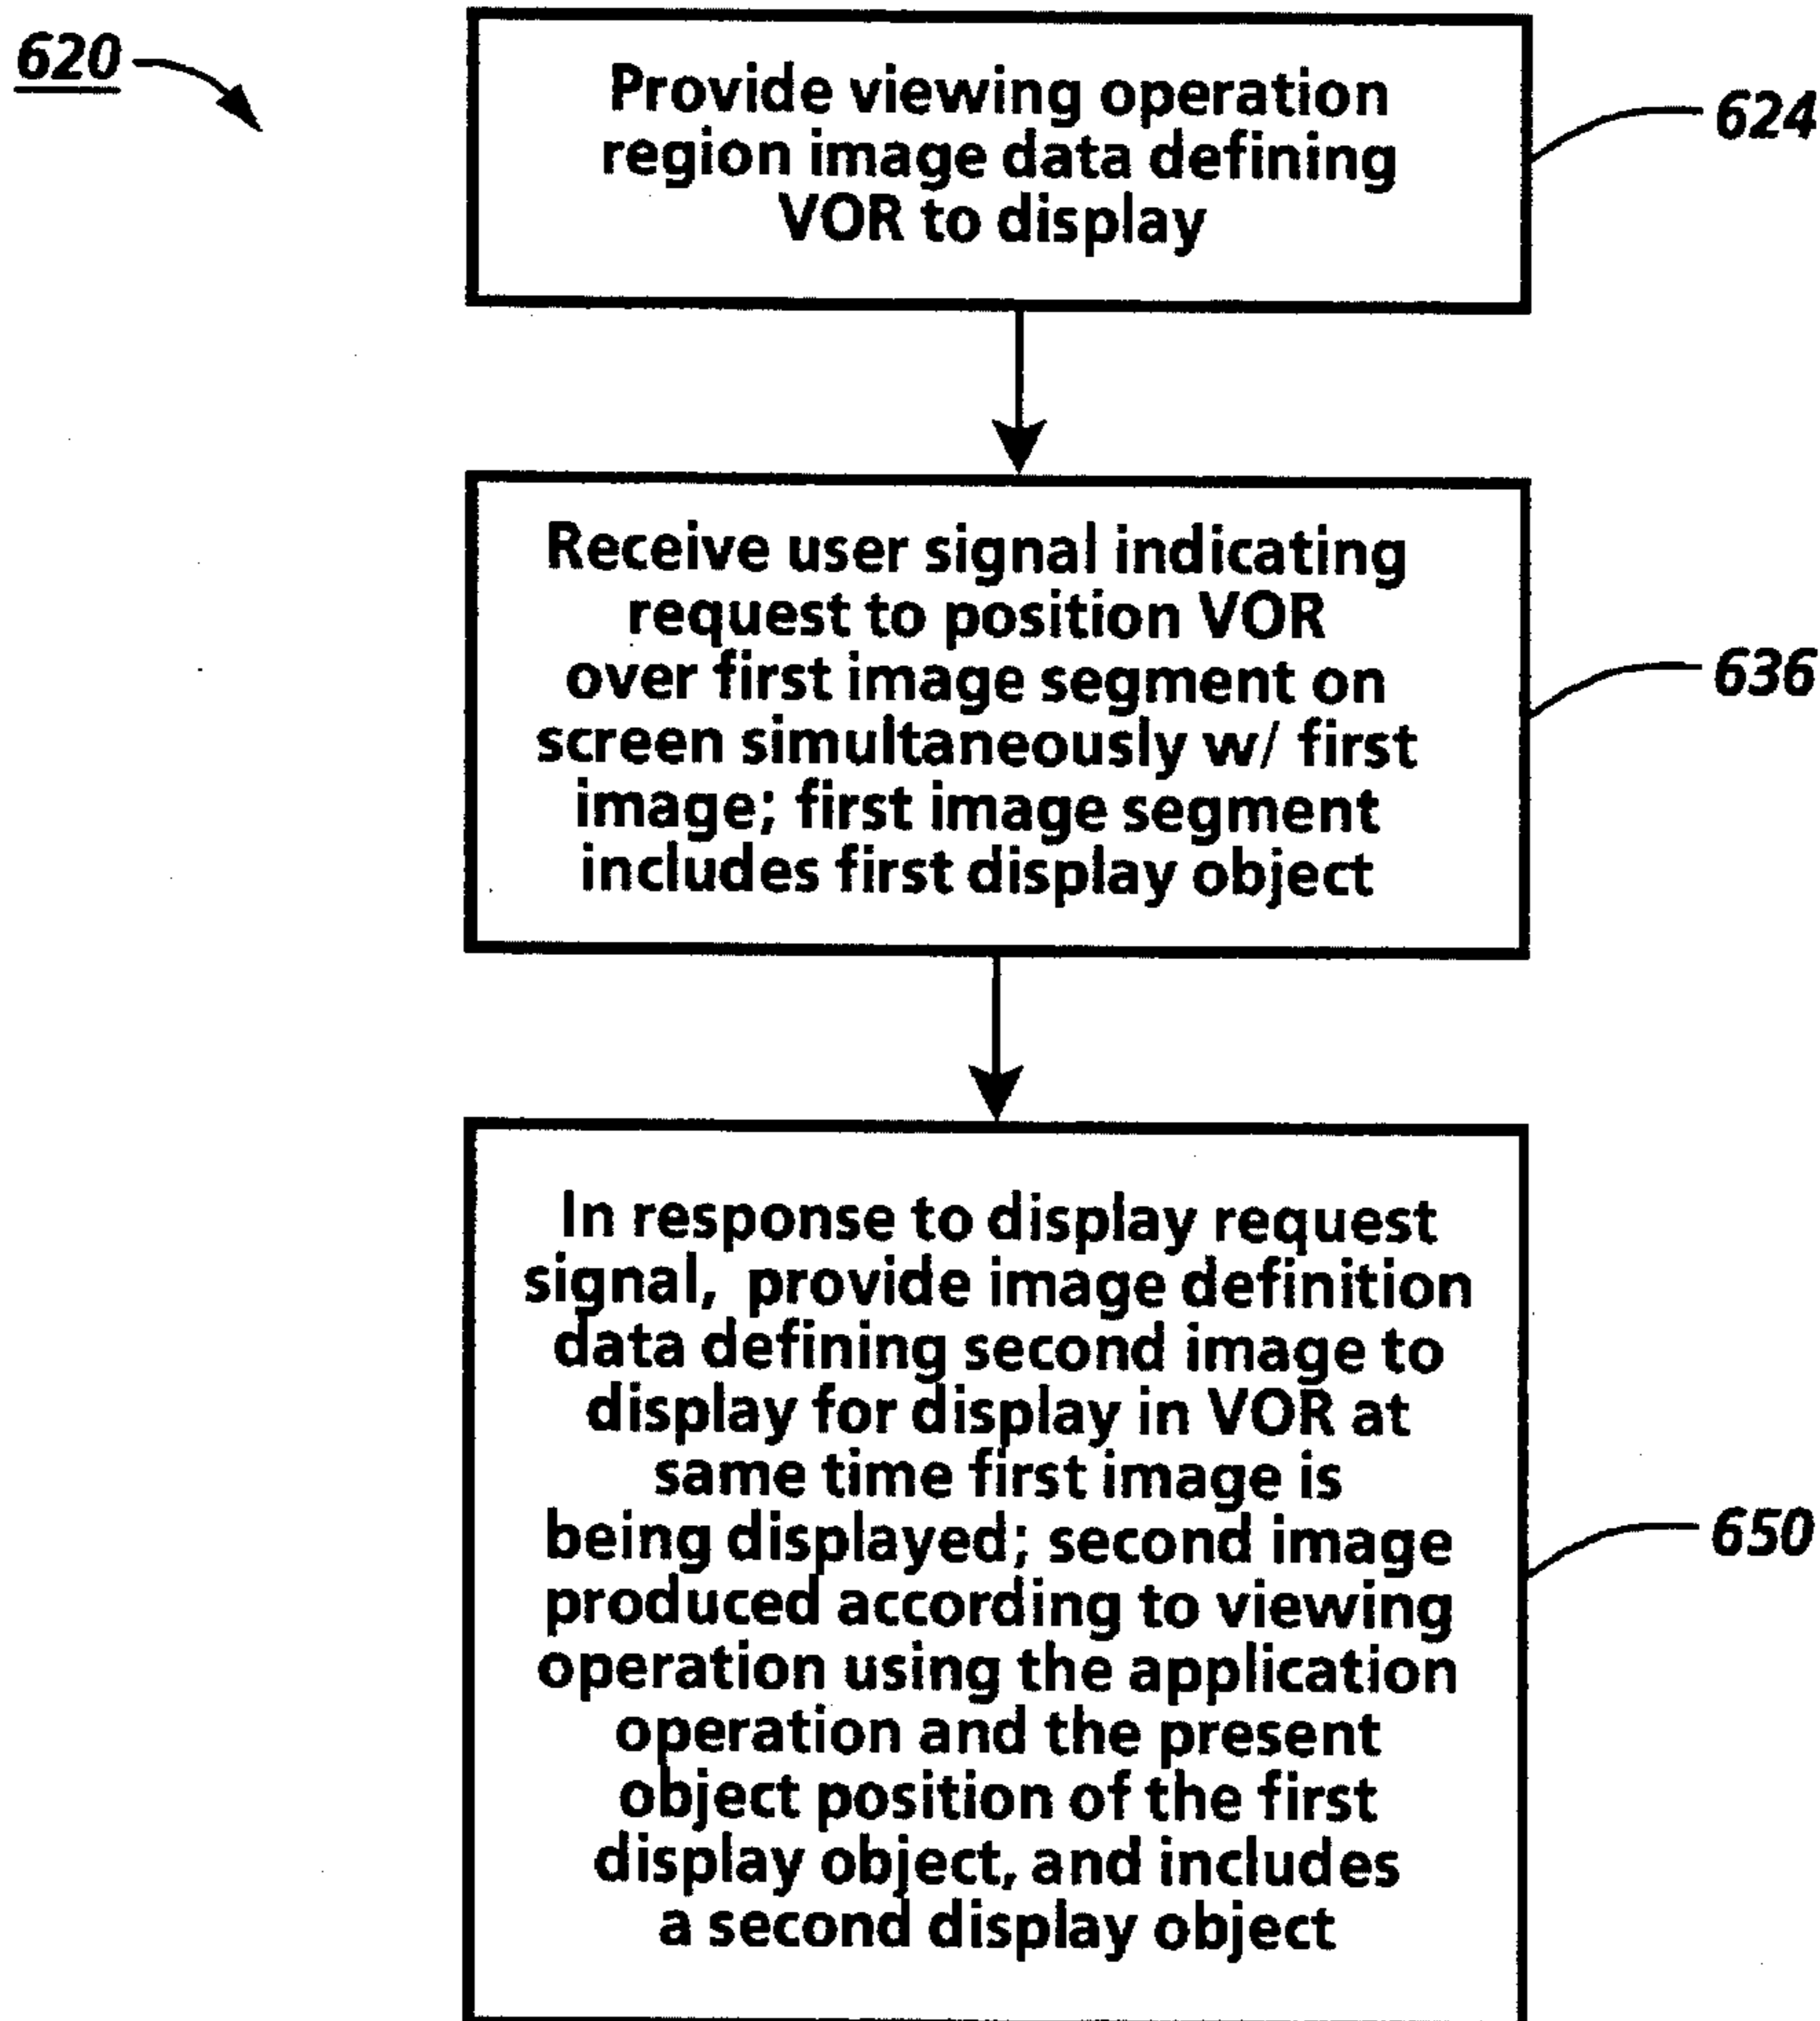 620
Provide viewing operation
region image data defining
VOR to display
624
Receive user signal indicating
request to position VOR
over first image segment on
screen simultaneously w/ first
image; first image segment
includes first display object
636
In response to display request
signal, provide image definition
data defining second image to
display for display in VOR at
same time first image is
being displayed; second image
produced according to viewing
operation using the application
operation and the present
object position of the first
display object, and includes
a second display object
650